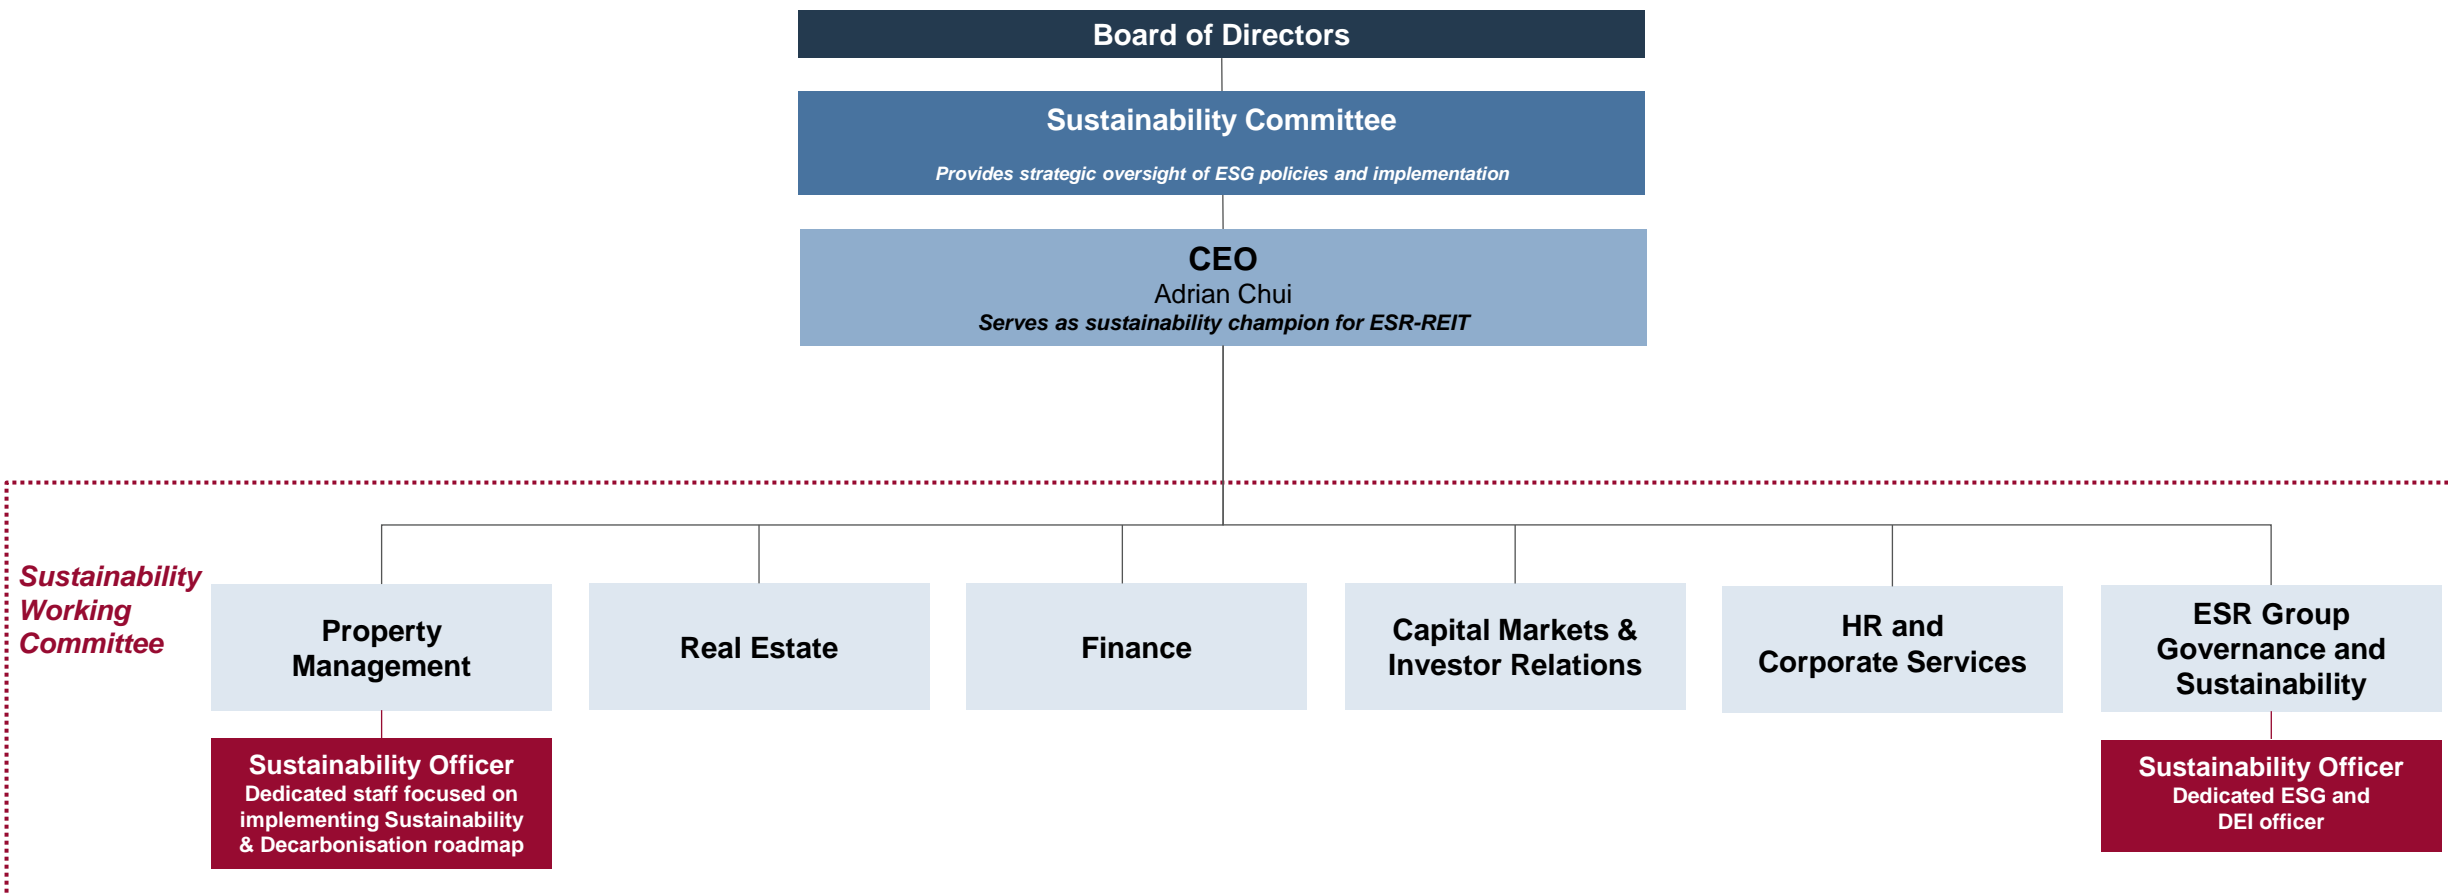 Board of Directors
Sustainability Committee
Provides strategic oversight of ESG policies and implementation
CEO
Adrian Chui
Serves as sustainability champion for ESR-REIT
Sustainability
Working
Committee
Property
Management
Real Estate
Finance
Capital Markets &
Investor Relations
HR and
Corporate Services
ESR Group
Governance and
Sustainability
Sustainability Officer
Dedicated staff focused on
implementing Sustainability
& Decarbonisation roadmap
Sustainability Officer
Dedicated ESG and
DEI officer